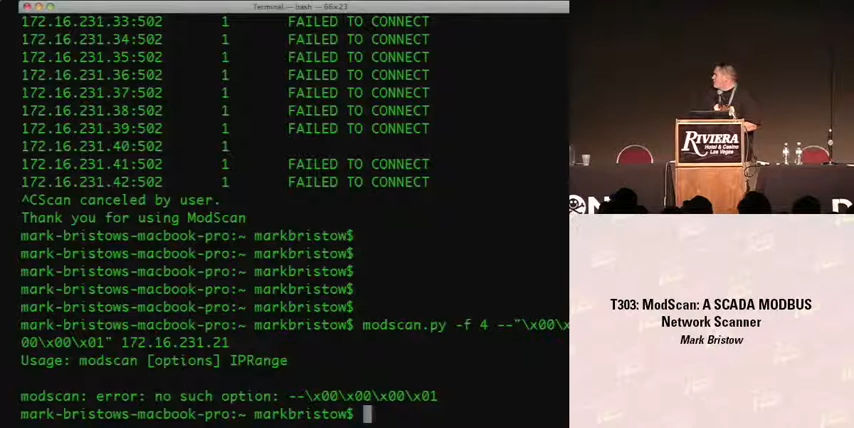 Terminal — bash — 66x23
172.16.231.33:502 1 FAILED TO CONNECT
172.16.231.34:502 1 FAILED TO CONNECT
172.16.231.35:502 1 FAILED TO CONNECT
172.16.231.36:502 1 FAILED TO CONNECT
172.16.231.37:502 1 FAILED TO CONNECT
172.16.231.38:502 1 FAILED TO CONNECT
172.16.231.39:502 1 FAILED TO CONNECT
172.16.231.40:502 1
172.16.231.41:502 1 FAILED TO CONNECT
172.16.231.42:502 1 FAILED TO CONNECT
^CScan canceled by user.
Thank you for using ModScan
mark-bristows-macbook-pro:~ markbristow$
mark-bristows-macbook-pro:~ markbristow$
mark-bristows-macbook-pro:~ markbristow$
mark-bristows-macbook-pro:~ markbristow$
mark-bristows-macbook-pro:~ markbristow$
mark-bristows-macbook-pro:~ markbristow$ modscan.py -f 4 --"\x00\x
00\x00\x01" 172.16.231.21
Usage: modscan [options] IPRange
modscan: error: no such option: --\x00\x00\x00\x01
mark-bristows-macbook-pro:~ markbristow$
RIVIERA
Hotel & Casino
Las Vegas
ON
D
T303: ModScan: A SCADA MODBUS
Network Scanner
Mark Bristow